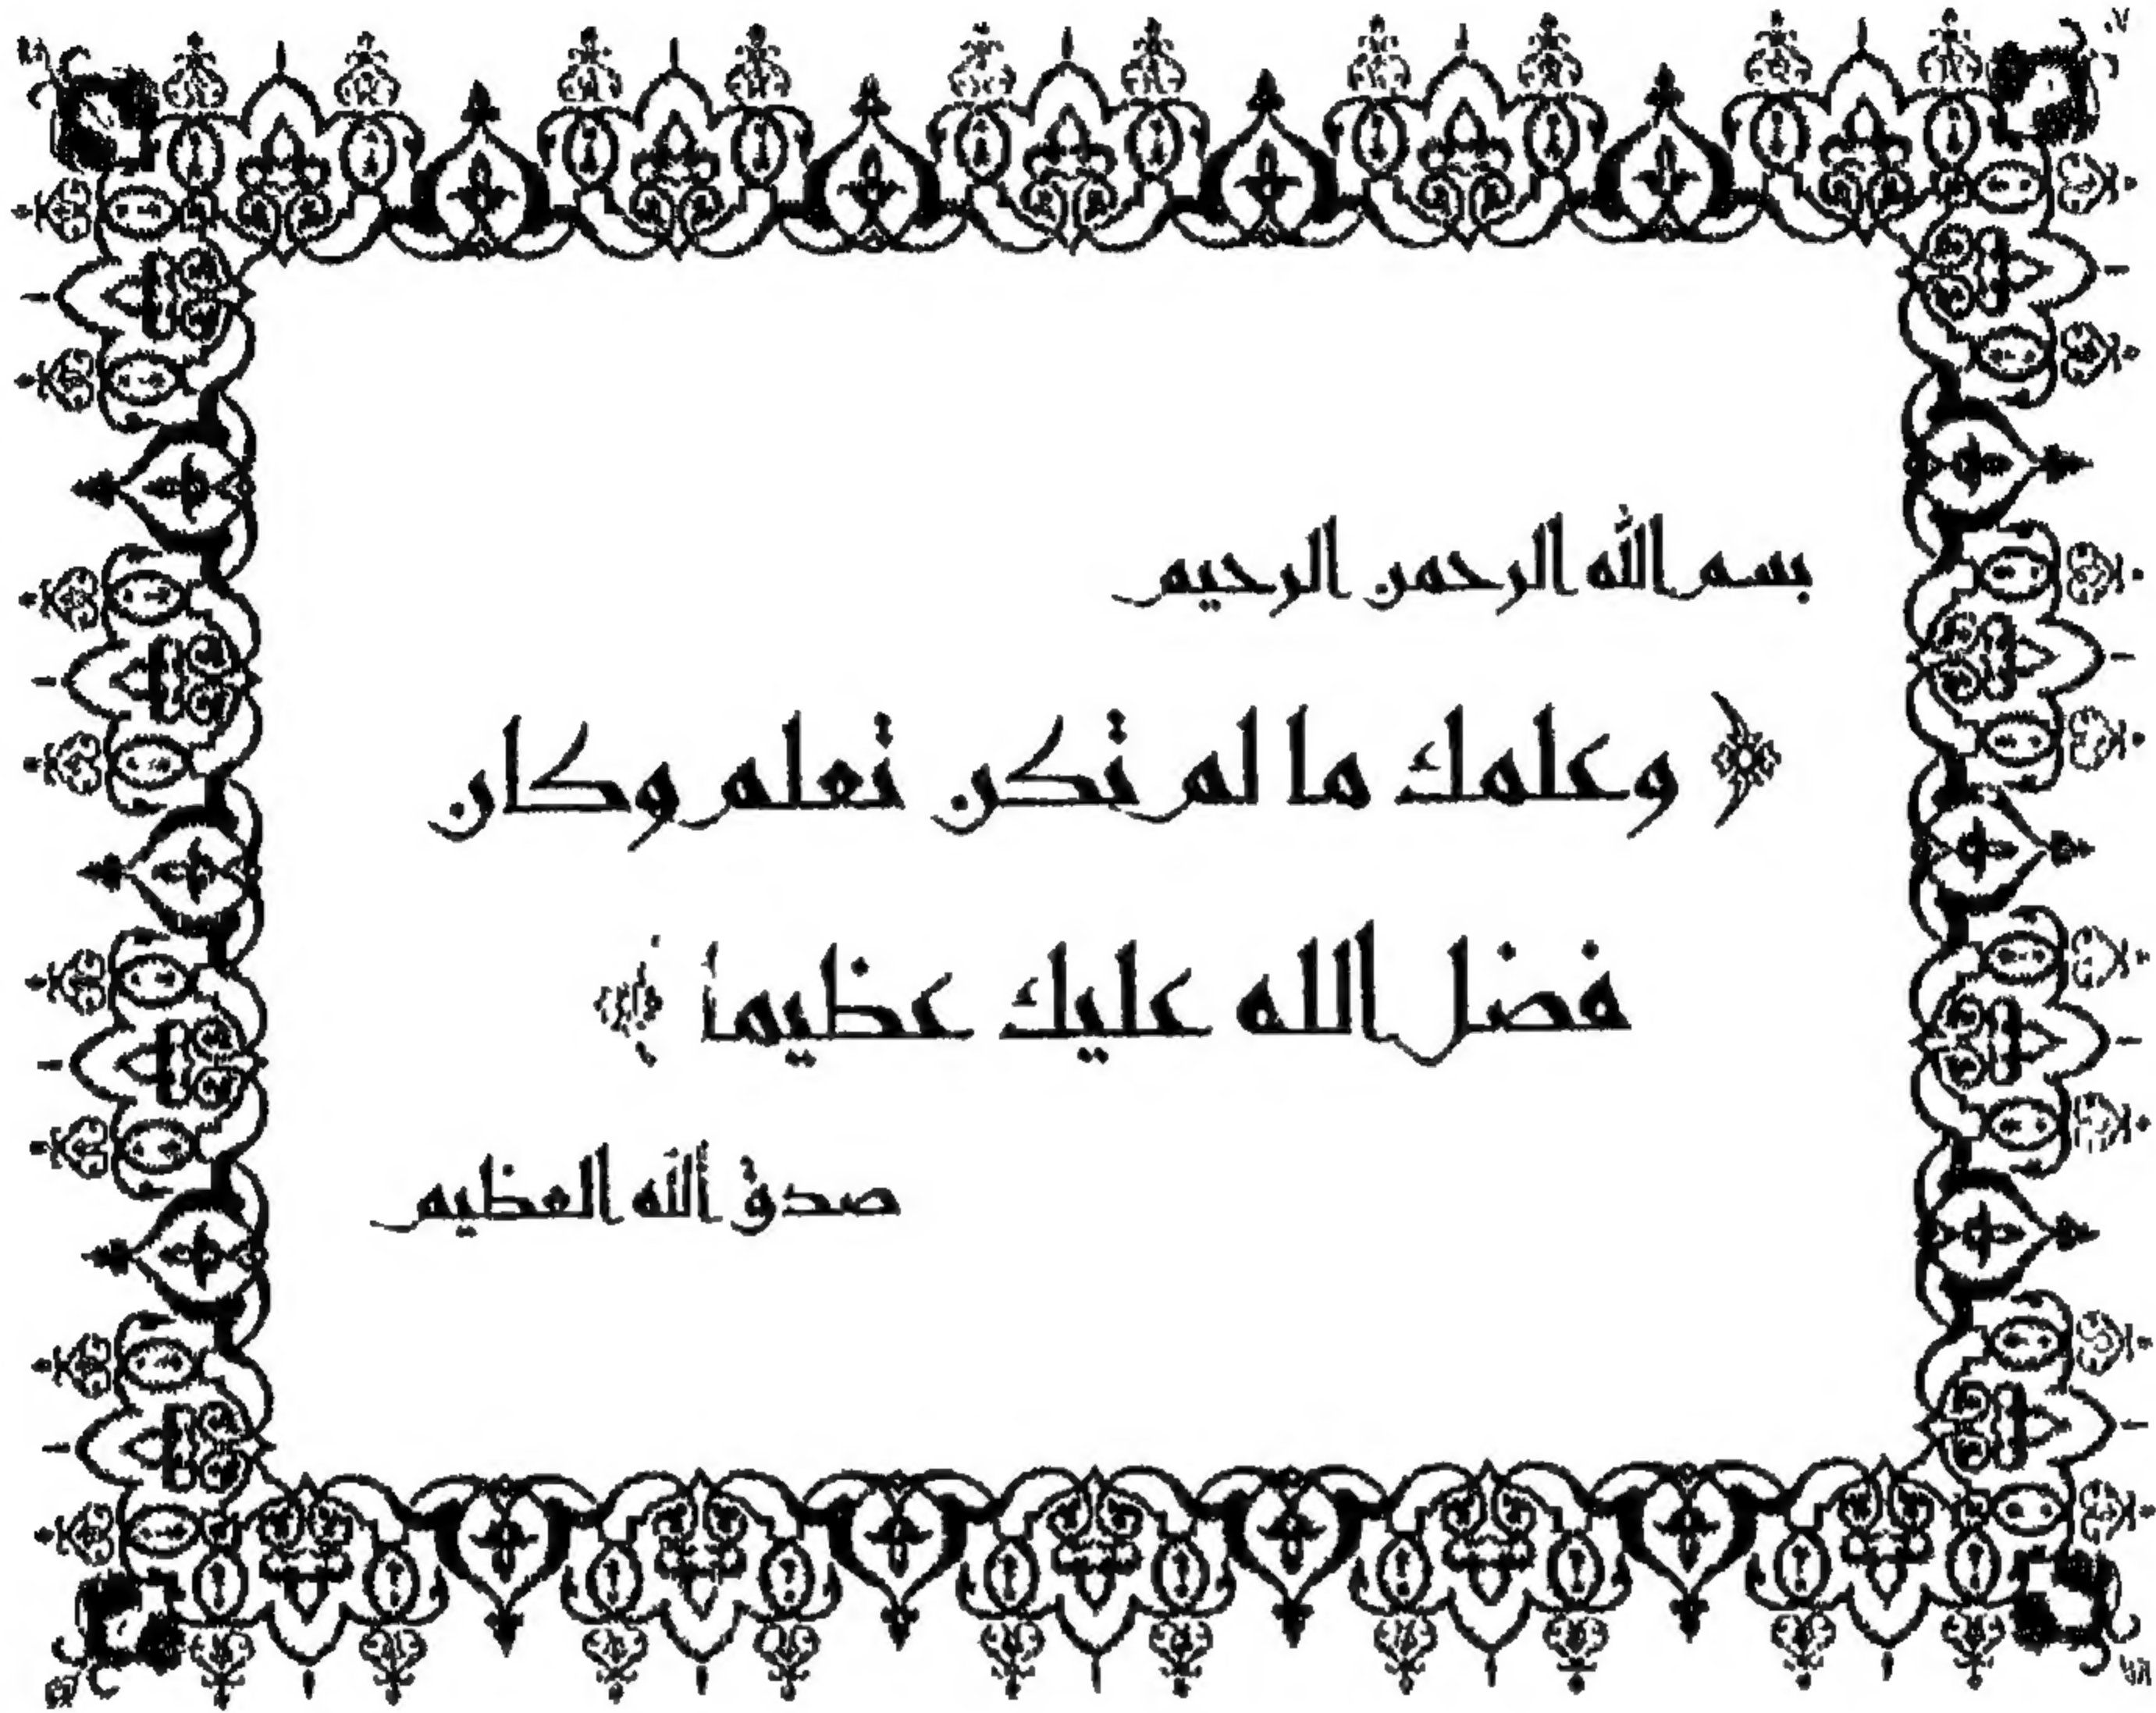 بسم الله الرحمن الرحيم
﴿ وعلمك ما لم تكن تعلم وكان
فضل الله عليك عظيماً ﴾
صدق الله العظيم